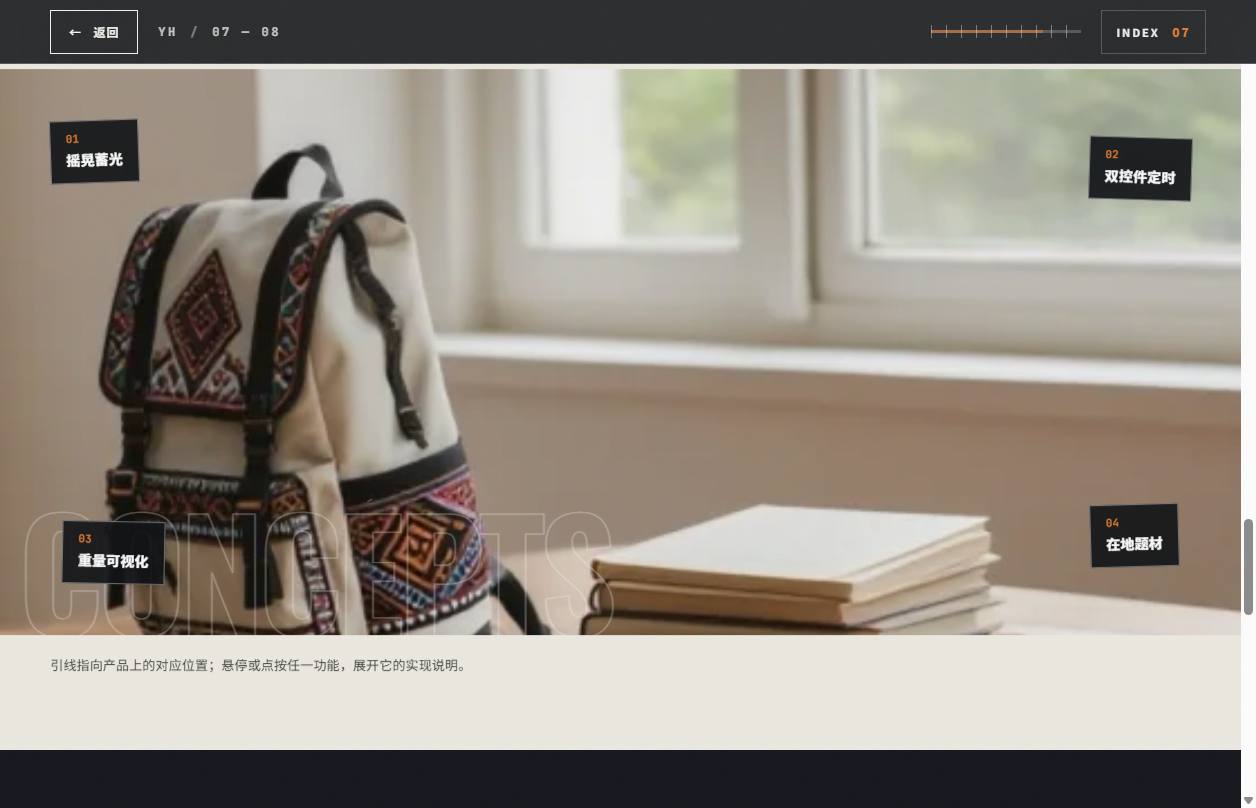 ← 返回
YH / 07 — 08
INDEX 07
01
摇晃蓄光
02
双控件定时
03
重量可视化
04
在地题材
CONCEPTS
引线指向产品上的对应位置；悬停或点按任一功能，展开它的实现说明。